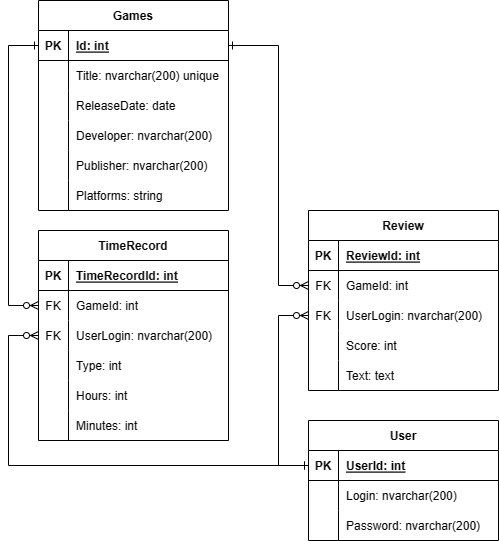 Games
PK Id: int
Title: nvarchar(200) unique
ReleaseDate: date
Developer: nvarchar(200)
Publisher: nvarchar(200)
Platforms: string
TimeRecord
PK TimeRecordId: int
FK GameId: int
FK UserLogin: nvarchar(200)
Type: int
Hours: int
Minutes: int
Review
PK ReviewId: int
FK GameId: int
FK UserLogin: nvarchar(200)
Score: int
Text: text
User
PK UserId: int
Login: nvarchar(200)
Password: nvarchar(200)